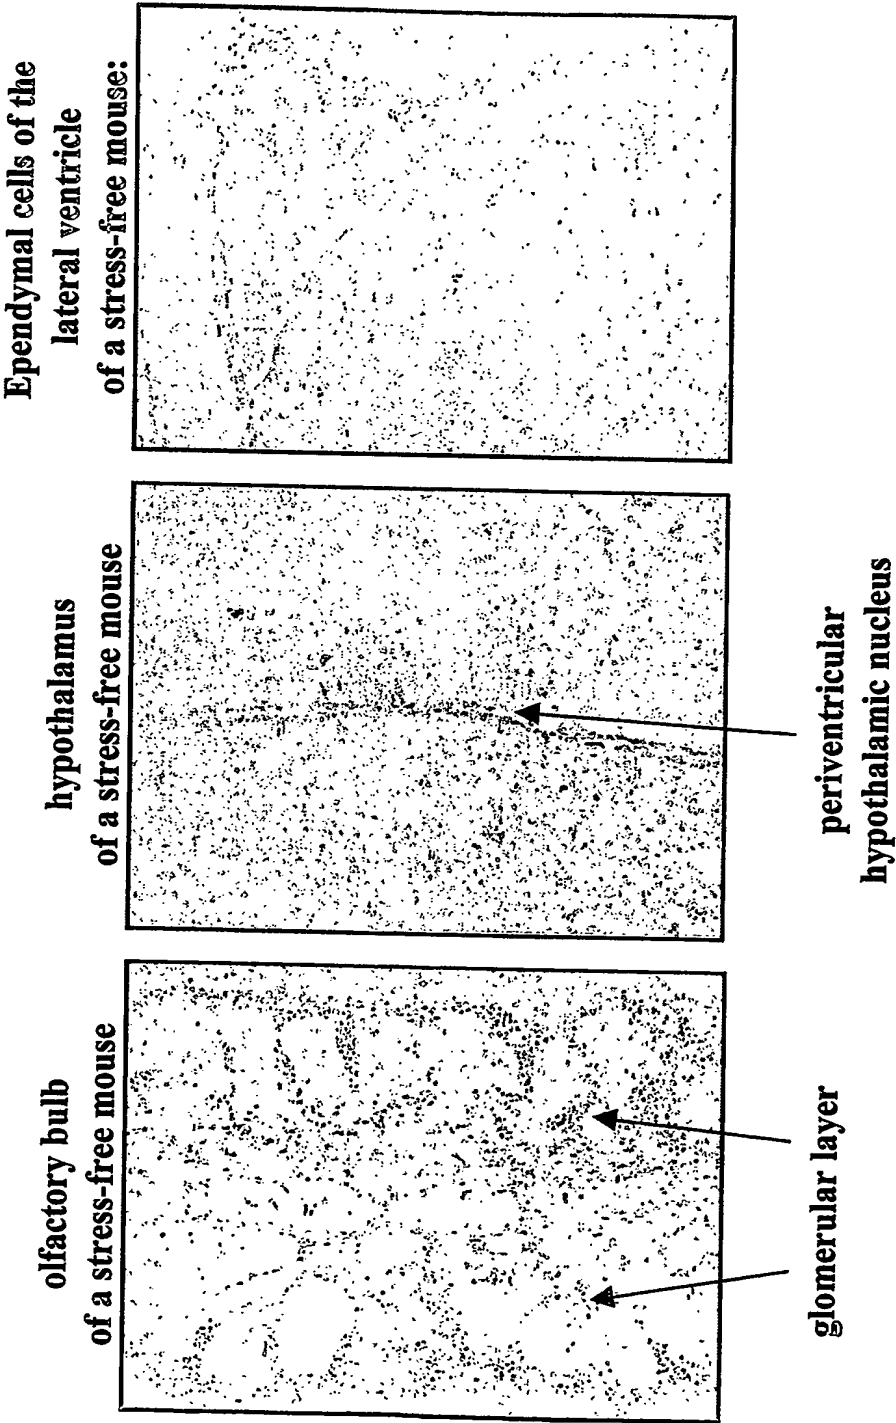 olfactory bulb
of a stress-free mouse
glomerular layer
hypothalamus
of a stress-free mouse
periventricular
hypothalamic nucleus
Ependymal cells of the
lateral ventricle
of a stress-free mouse: